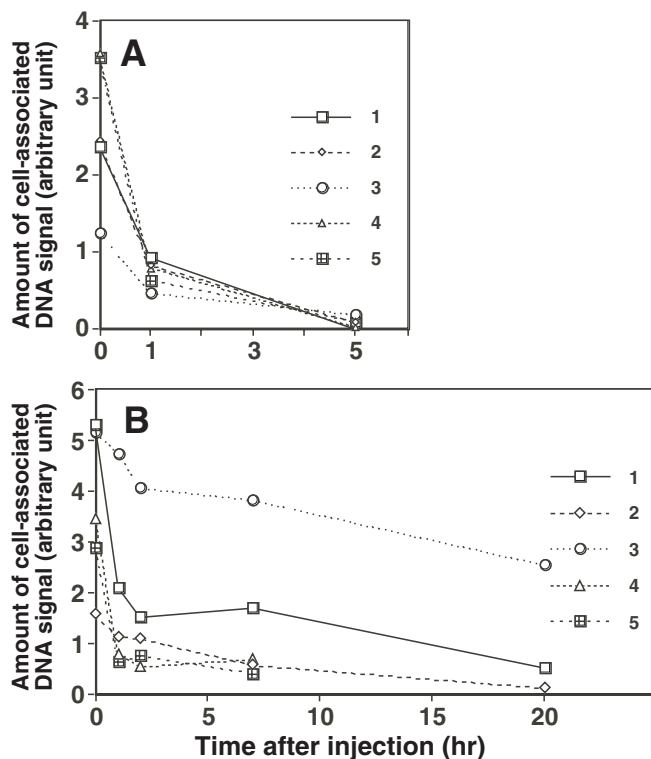 A
Amount of cell-associated
DNA signal (arbitrary unit)
4
3
2
1
0
0 1 3 5
1
2
3
4
5
B
Amount of cell-associated
DNA signal (arbitrary unit)
6
5
4
3
2
1
0
0 5 10 15 20
1
2
3
4
5
Time after injection (hr)